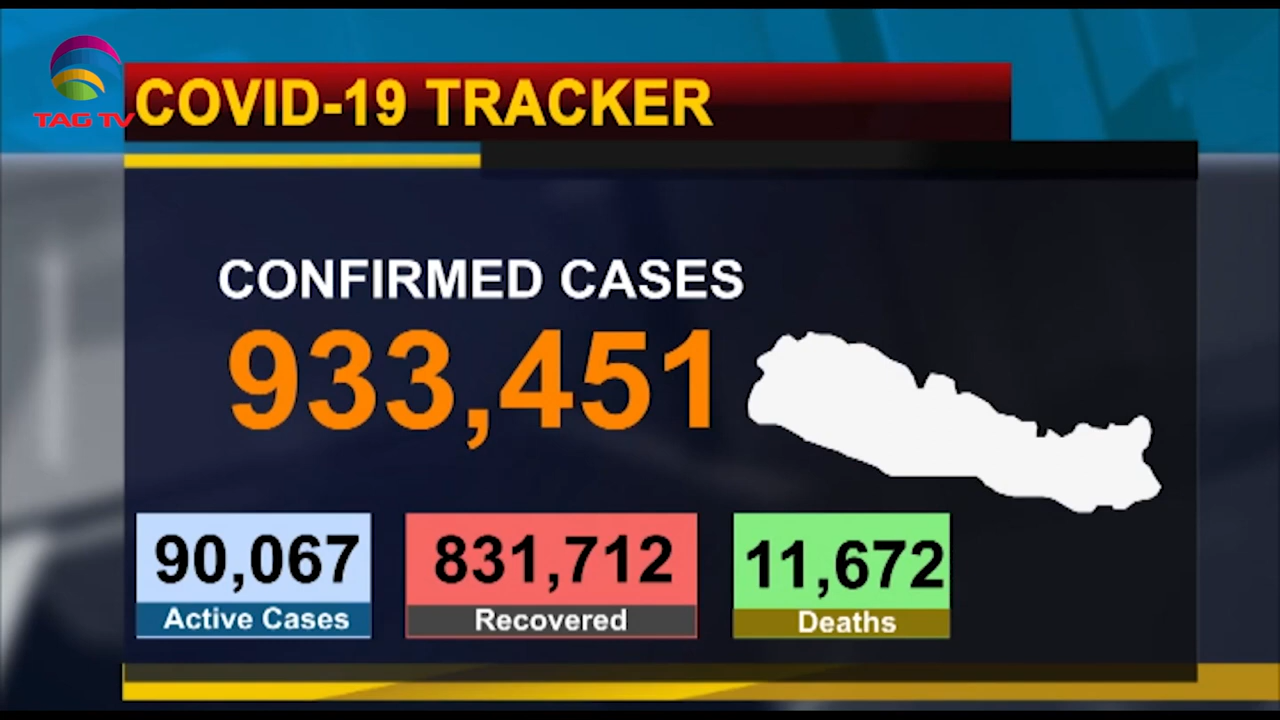 TAG TV
COVID-19 TRACKER
CONFIRMED CASES
933,451
90,067
Active Cases
831,712
Recovered
11,672
Deaths